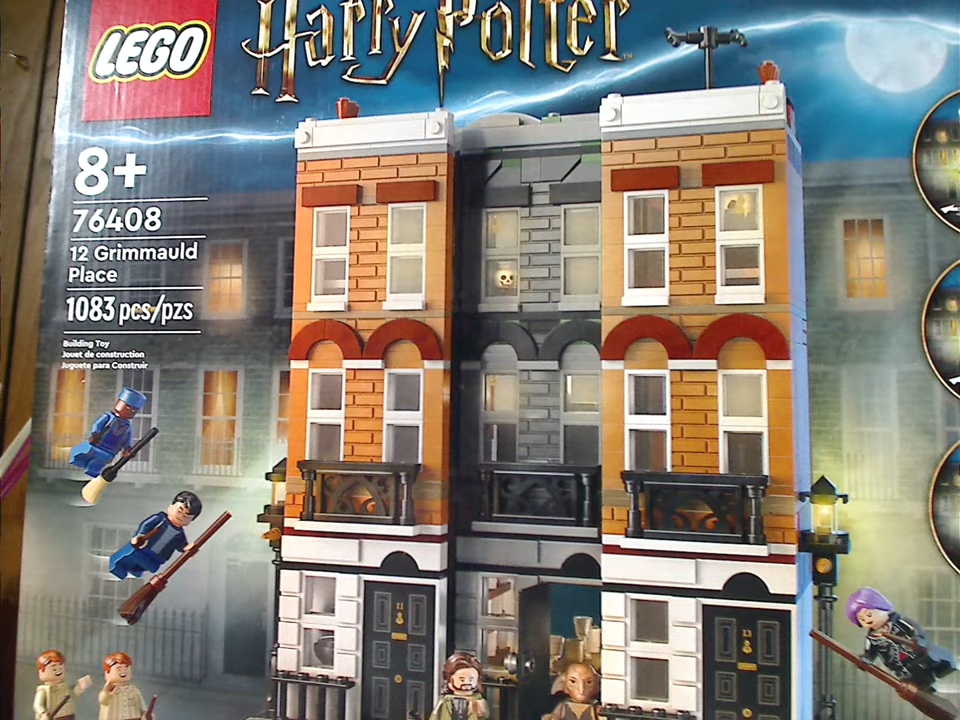 LEGO
Harry Potter™
8+
76408
12 Grimmauld
Place
1083 pcs/pzs
Building Toy
Jouet de construction
Juguete para Construir
11
13